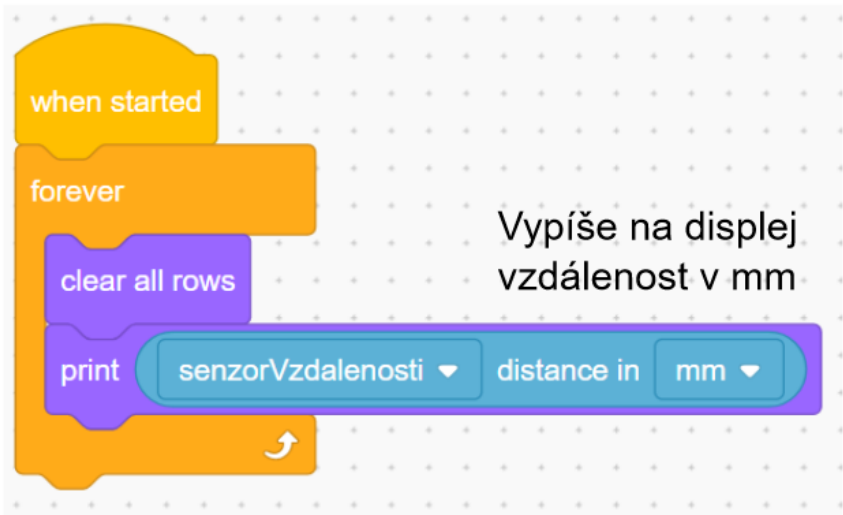 when started
forever
Vypíše na displej
vzdálenost v mm
clear all rows
print senzorVzdalenosti distance in mm